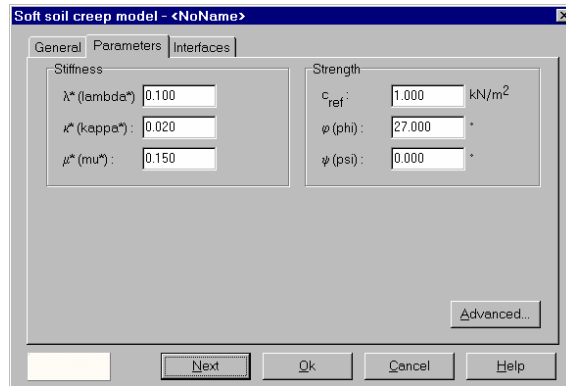 Soft soil creep model - <NoName>
General Parameters Interfaces
Stiffness
λ* (lambda*) 0.100
κ* (kappa*) : 0.020
μ* (mu*) : 0.150
Strength
c_ref : 1.000 kN/m²
φ (phi) : 27.000 °
ψ (psi) : 0.000 °
Advanced...
Next Ok Cancel Help